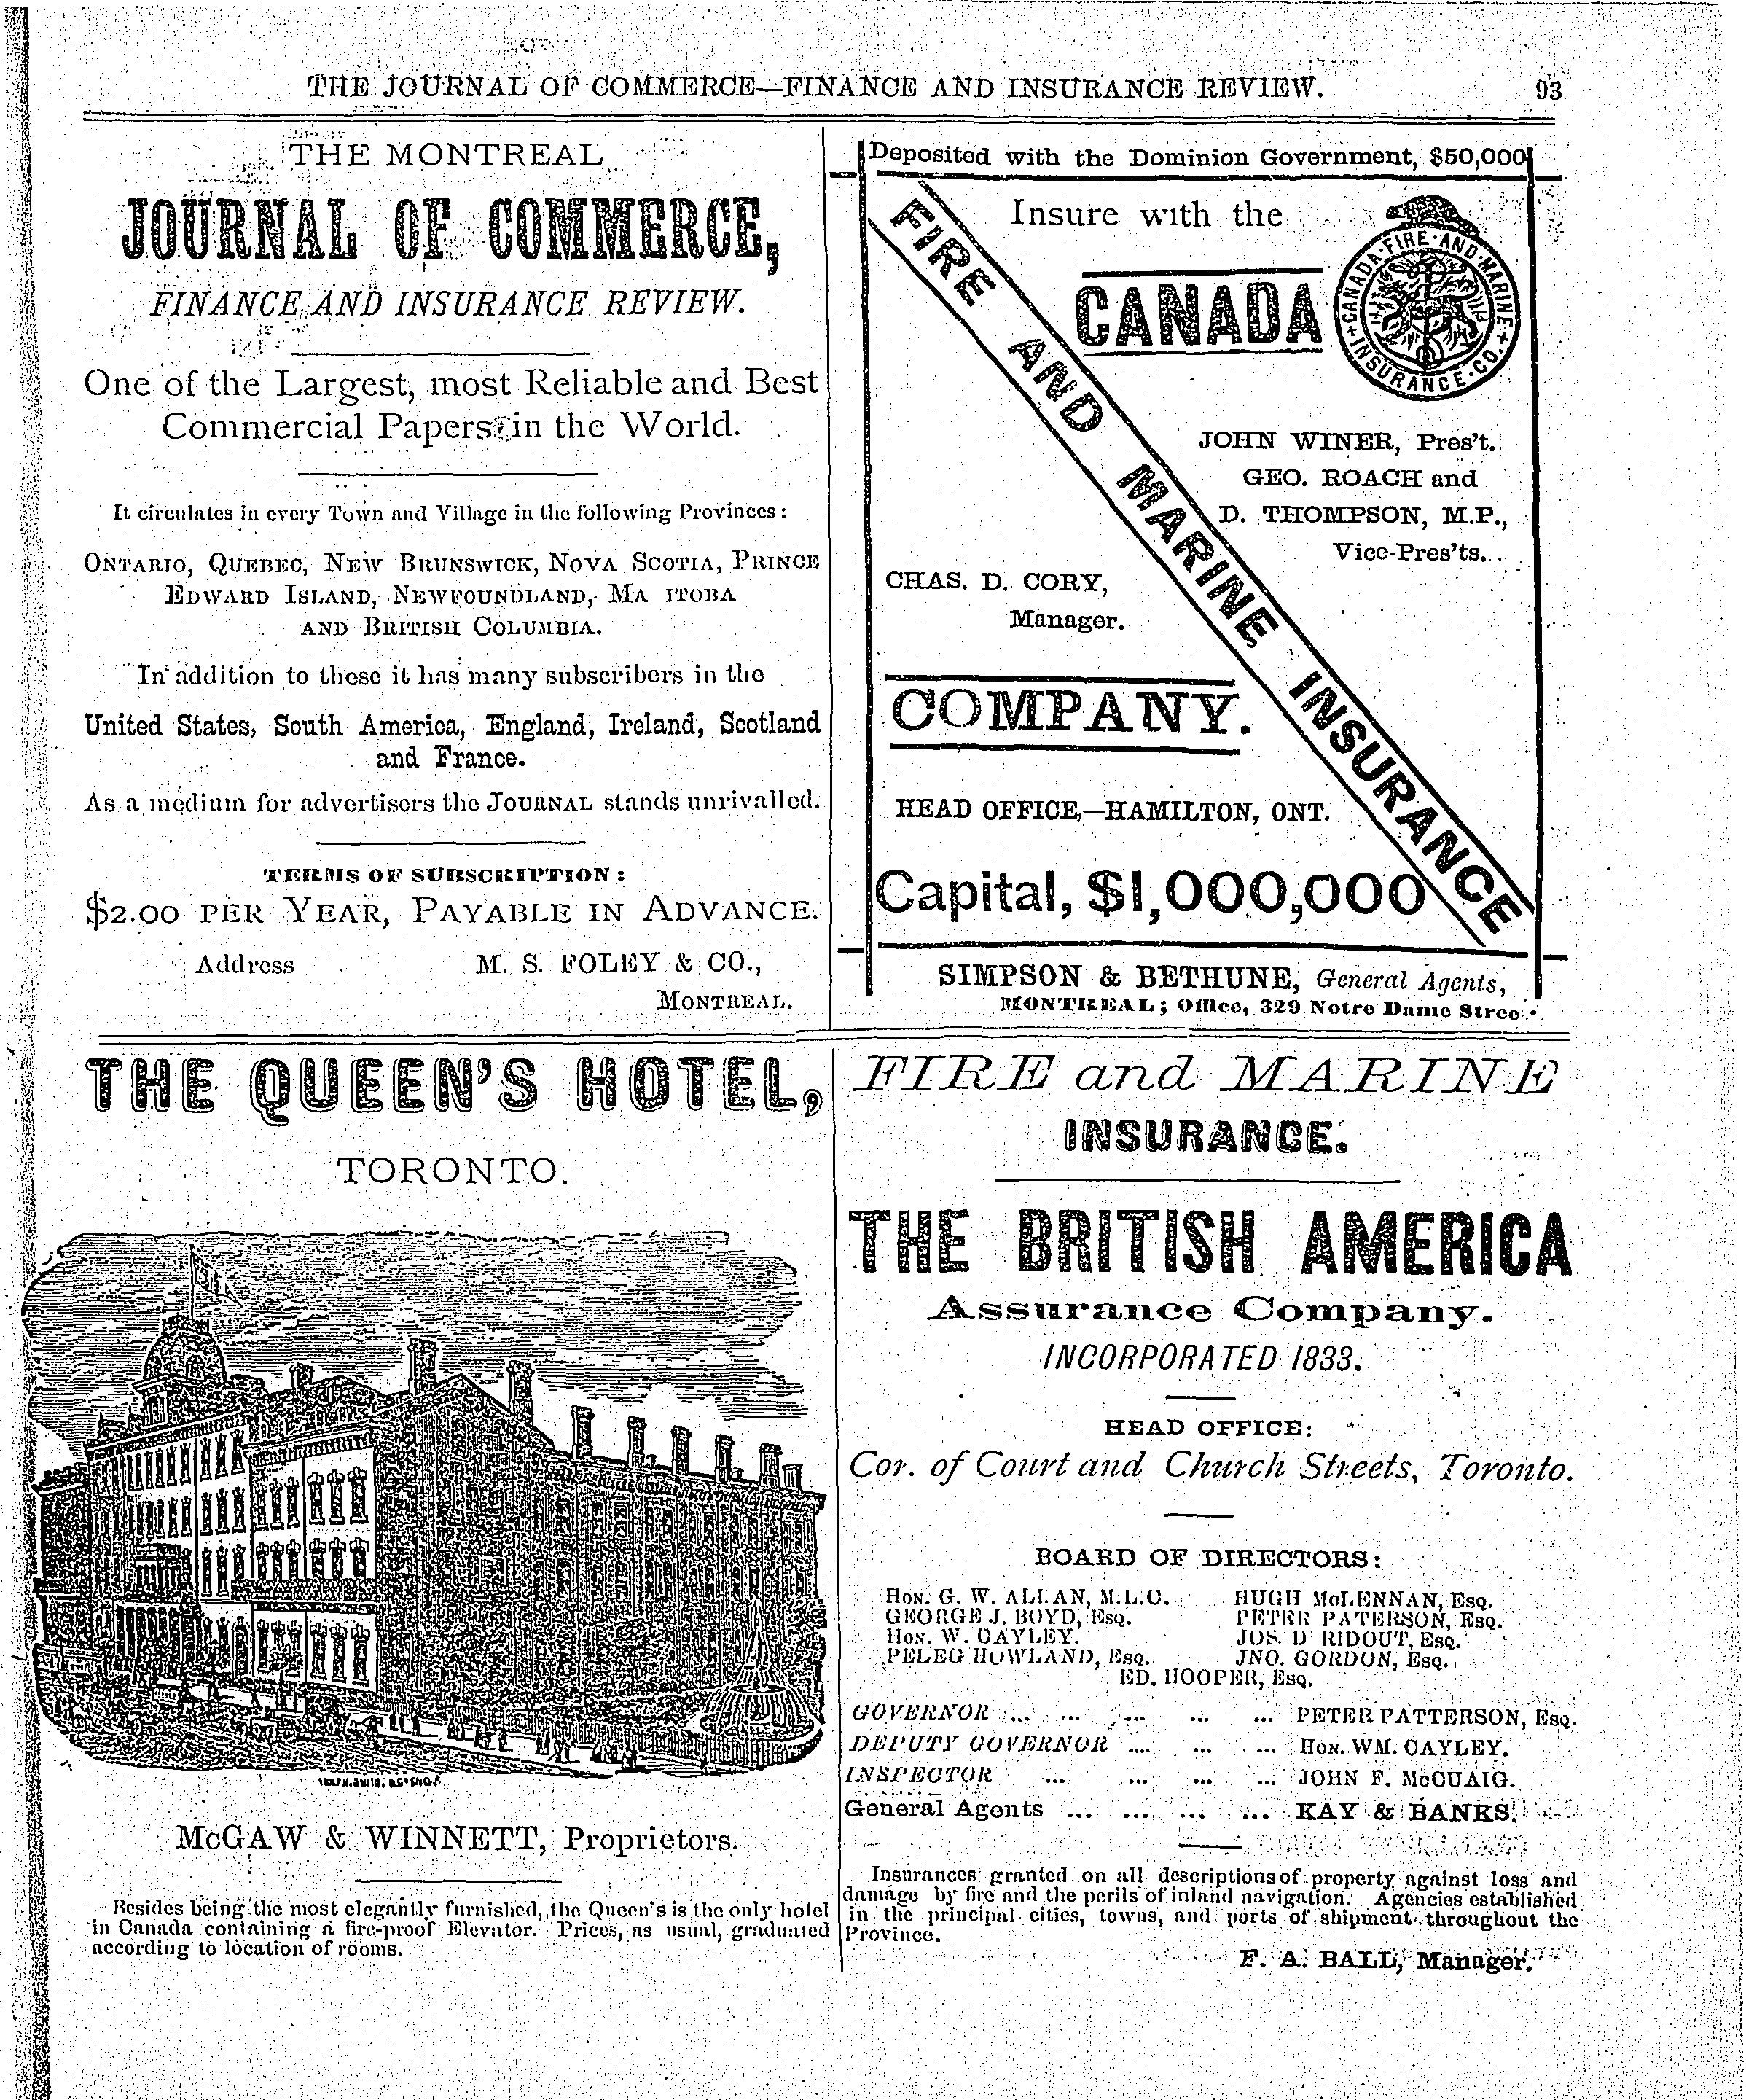 THE JOURNAL OF COMMERCE—FINANCE AND INSURANCE REVIEW. 93
THE MONTREAL
JOURNAL OF COMMERCE,
FINANCE AND INSURANCE REVIEW.
One of the Largest, most Reliable and Best
Commercial Papers in the World.
It circulates in every Town and Village in the following Provinces:
ONTARIO, QUEBEC, NEW BRUNSWICK, NOVA SCOTIA, PRINCE
EDWARD ISLAND, NEWFOUNDLAND, MA ITOBA
AND BRITISH COLUMBIA.
In addition to these it has many subscribers in the
United States, South America, England, Ireland, Scotland
and France.
As a medium for advertisers the JOURNAL stands unrivalled.
TERMS OF SUBSCRIPTION:
$2.00 PER YEAR, PAYABLE IN ADVANCE.
Address M. S. FOLEY & CO.,
MONTREAL.
Deposited with the Dominion Government, $50,000
Insure with the
CANADA
FIRE AND MARINE INSURANCE
CANADA·FIRE·AND·MARINE·INSURANCE·CO.
JOHN WINER, Pres't.
GEO. ROACH and
D. THOMPSON, M.P.,
Vice-Pres'ts.
CHAS. D. CORY,
Manager.
COMPANY.
HEAD OFFICE,—HAMILTON, ONT.
Capital, $1,000,000
SIMPSON & BETHUNE, General Agents,
MONTREAL; Office, 329 Notre Dame Stree
THE QUEEN'S HOTEL,
TORONTO.
McGAW & WINNETT, Proprietors.
Besides being the most elegantly furnished, the Queen's is the only hotel
in Canada containing a fire-proof Elevator. Prices, as usual, graduated
according to location of rooms.
FIRE and MARINE
INSURANCE.
THE BRITISH AMERICA
Assurance Company.
INCORPORATED 1833.
HEAD OFFICE:
Cor. of Court and Church Streets, Toronto.
BOARD OF DIRECTORS:
HON. G. W. ALLAN, M.L.C. HUGH McLENNAN, ESQ.
GEORGE J. BOYD, Esq. PETER PATERSON, ESQ.
HON. W. CAYLEY. JOS. D RIDOUT, ESQ.
PELEG HOWLAND, Esq. JNO. GORDON, ESQ.
ED. HOOPER, ESQ.
GOVERNOR ... ... ... ... ... PETER PATTERSON, ESQ.
DEPUTY GOVERNOR .... ... ... HON. WM. CAYLEY.
INSPECTOR ... ... ... ... JOHN F. McCUAIG.
General Agents ... ... ... ... KAY & BANKS.
Insurances granted on all descriptions of property against loss and
damage by fire and the perils of inland navigation. Agencies established
in the principal cities, towns, and ports of shipment throughout the
Province.
F. A. BALL, Manager.